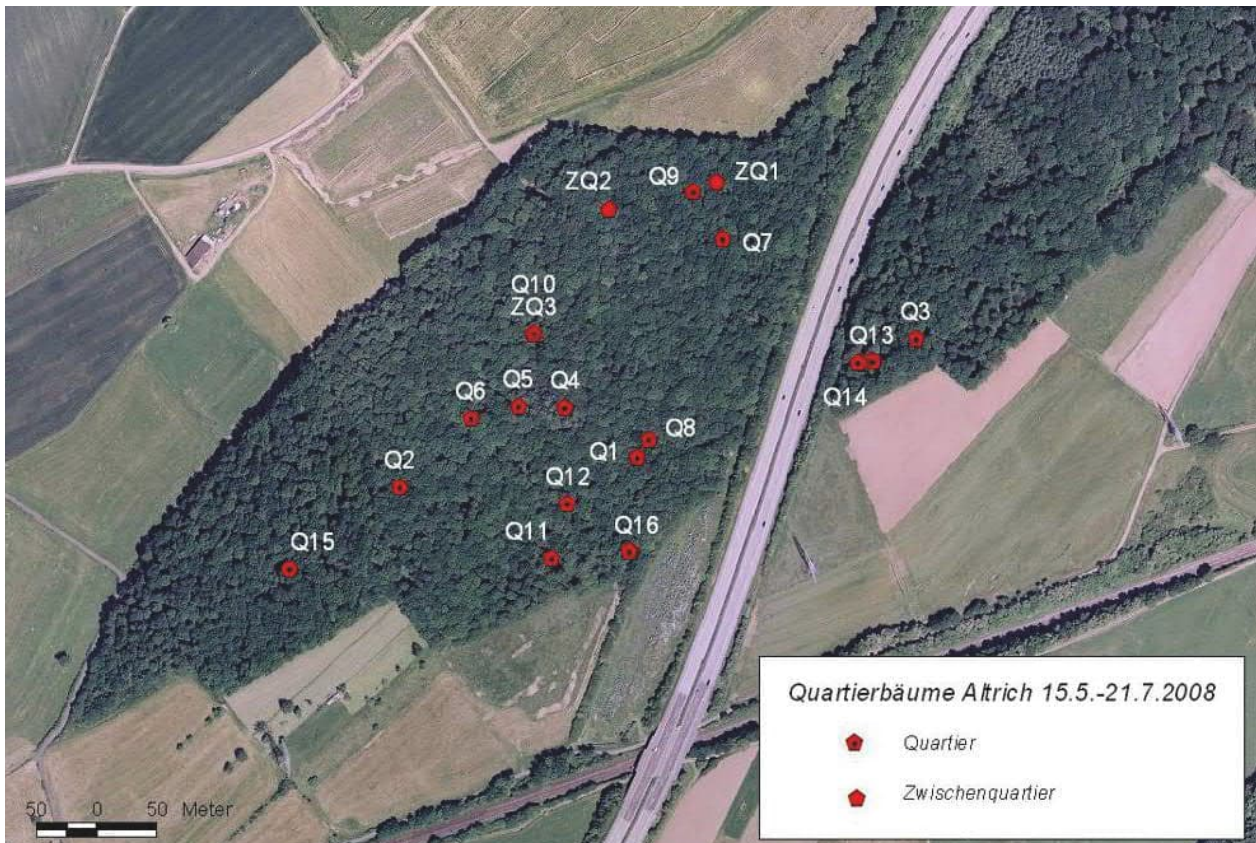 ZQ2
Q9
ZQ1
Q7
Q10
ZQ3
Q3
Q13
Q14
Q6
Q5
Q4
Q8
Q1
Q2
Q12
Q11
Q16
Q15
Quartierbäume Altrich 15.5.-21.7.2008
Quartier
Zwischenquartier
50 0 50 Meter